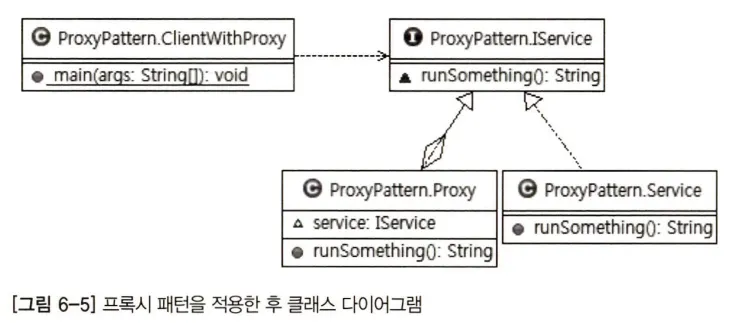 C ProxyPattern.ClientWithProxy
main(args: String[]): void
I ProxyPattern.IService
runSomething(): String
C ProxyPattern.Proxy
service: IService
runSomething(): String
C ProxyPattern.Service
runSomething(): String
[그림 6-5] 프록시 패턴을 적용한 후 클래스 다이어그램